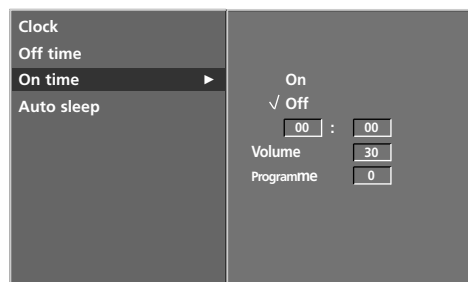 Clock
Off time
On time ►
Auto sleep
On
√ Off
00 : 00
Volume 30
Programme 0